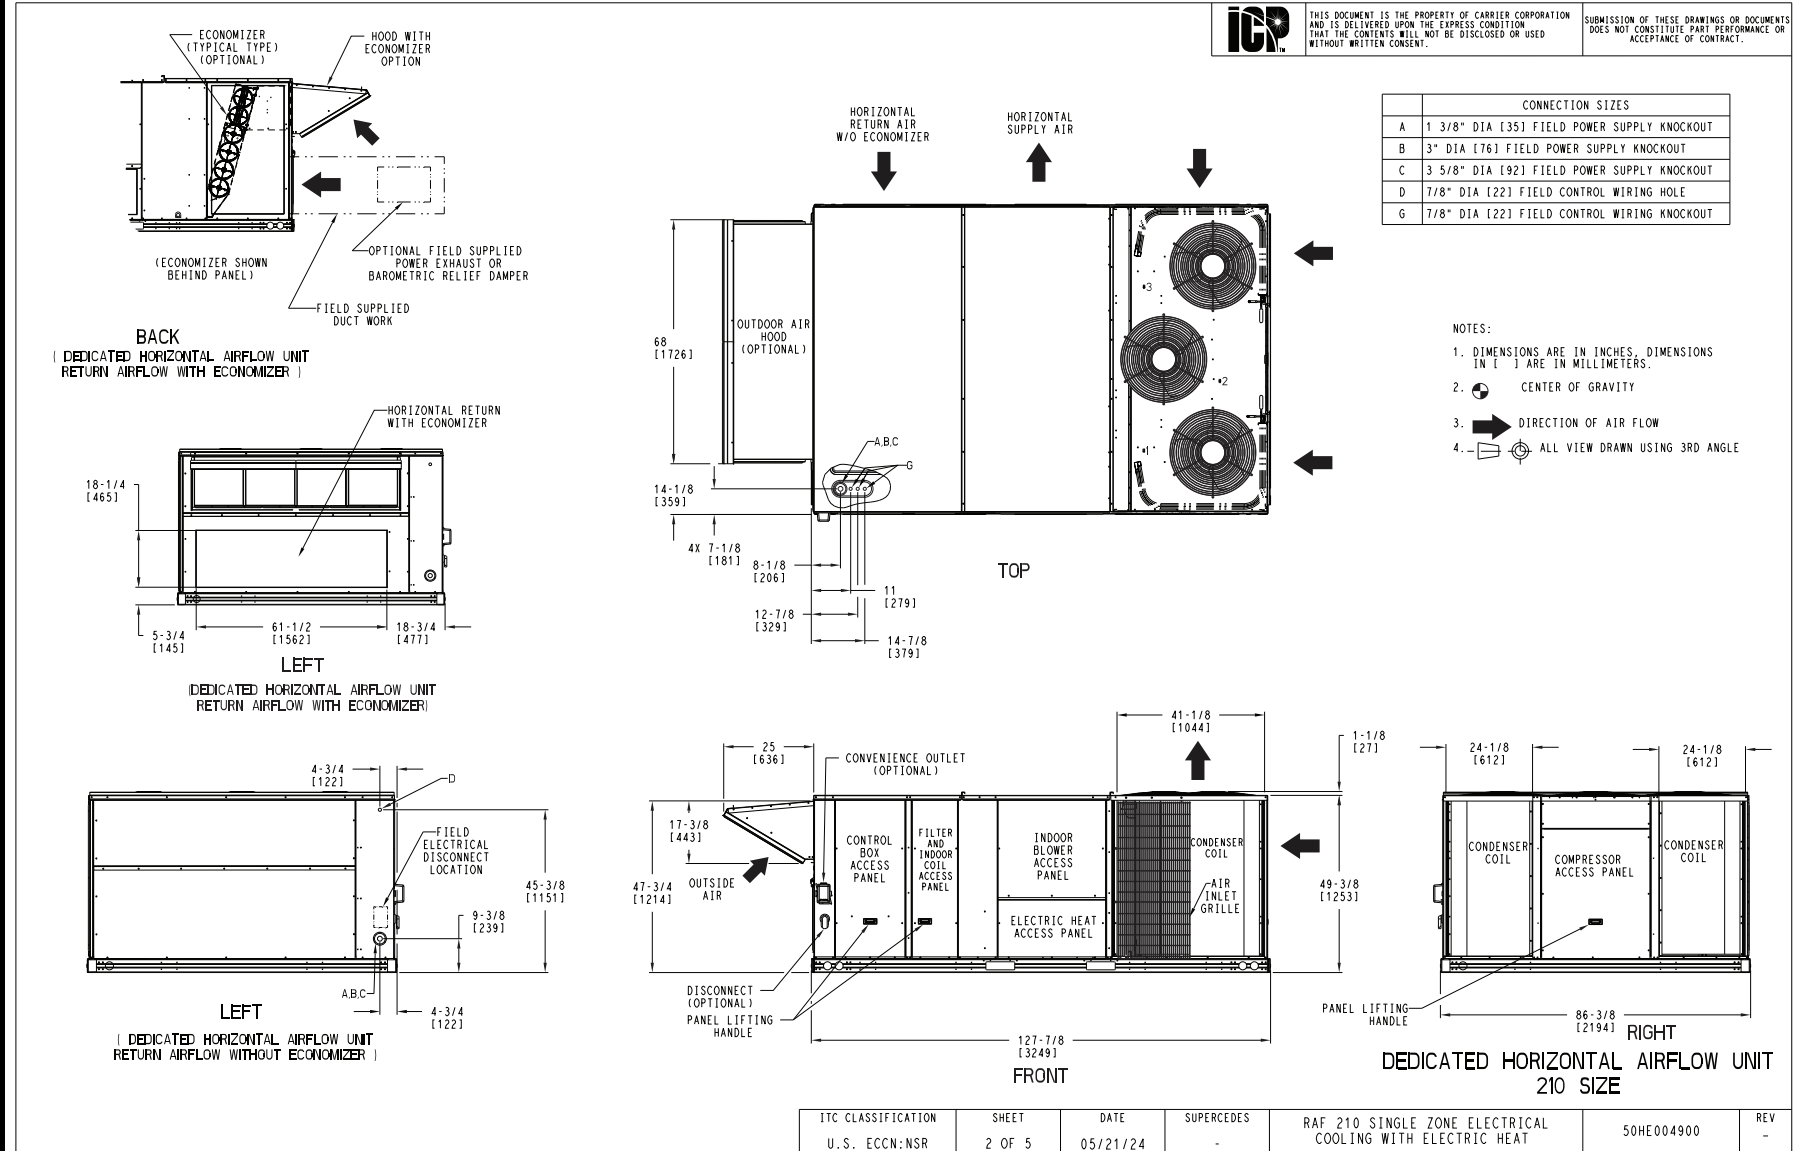 ECONOMIZER
(TYPICAL TYPE)
(OPTIONAL)
HOOD WITH
ECONOMIZER
OPTION
(ECONOMIZER SHOWN
BEHIND PANEL)
OPTIONAL FIELD SUPPLIED
POWER EXHAUST OR
BAROMETRIC RELIEF DAMPER
FIELD SUPPLIED
DUCT WORK
BACK
( DEDICATED HORIZONTAL AIRFLOW UNIT
RETURN AIRFLOW WITH ECONOMIZER )
ICP
TM
THIS DOCUMENT IS THE PROPERTY OF CARRIER CORPORATION
AND IS DELIVERED UPON THE EXPRESS CONDITION
THAT THE CONTENTS WILL NOT BE DISCLOSED OR USED
WITHOUT WRITTEN CONSENT.
SUBMISSION OF THESE DRAWINGS OR DOCUMENTS
DOES NOT CONSTITUTE PART PERFORMANCE OR
ACCEPTANCE OF CONTRACT.
CONNECTION SIZES
A 1 3/8" DIA [35] FIELD POWER SUPPLY KNOCKOUT
B 3" DIA [76] FIELD POWER SUPPLY KNOCKOUT
C 3 5/8" DIA [92] FIELD POWER SUPPLY KNOCKOUT
D 7/8" DIA [22] FIELD CONTROL WIRING HOLE
G 7/8" DIA [22] FIELD CONTROL WIRING KNOCKOUT
NOTES:
1. DIMENSIONS ARE IN INCHES, DIMENSIONS
IN [ ] ARE IN MILLIMETERS.
2. CENTER OF GRAVITY
3. DIRECTION OF AIR FLOW
4. ALL VIEW DRAWN USING 3RD ANGLE
HORIZONTAL
RETURN AIR
W/O ECONOMIZER
HORIZONTAL
SUPPLY AIR
OUTDOOR AIR
HOOD
(OPTIONAL)
68
[1726]
3
2
1
A,B,C
G
14-1/8
[359]
4X 7-1/8
[181]
8-1/8
[206]
11
[279]
12-7/8
[329]
14-7/8
[379]
TOP
HORIZONTAL RETURN
WITH ECONOMIZER
18-1/4
[465]
5-3/4
[145]
61-1/2
[1562]
18-3/4
[477]
LEFT
(DEDICATED HORIZONTAL AIRFLOW UNIT
RETURN AIRFLOW WITH ECONOMIZER)
4-3/4
[122]
D
FIELD
ELECTRICAL
DISCONNECT
LOCATION
45-3/8
[1151]
9-3/8
[239]
A,B,C
4-3/4
[122]
LEFT
( DEDICATED HORIZONTAL AIRFLOW UNIT
RETURN AIRFLOW WITHOUT ECONOMIZER )
25
[636]
CONVENIENCE OUTLET
(OPTIONAL)
41-1/8
[1044]
1-1/8
[27]
17-3/8
[443]
47-3/4
[1214]
OUTSIDE
AIR
CONTROL
BOX
ACCESS
PANEL
FILTER
AND
INDOOR
COIL
ACCESS
PANEL
INDOOR
BLOWER
ACCESS
PANEL
ELECTRIC HEAT
ACCESS PANEL
CONDENSER
COIL
AIR
INLET
GRILLE
49-3/8
[1253]
DISCONNECT
(OPTIONAL)
PANEL LIFTING
HANDLE
127-7/8
[3249]
FRONT
24-1/8
[612]
24-1/8
[612]
CONDENSER
COIL
COMPRESSOR
ACCESS PANEL
CONDENSER
COIL
PANEL LIFTING
HANDLE
86-3/8
[2194]
RIGHT
DEDICATED HORIZONTAL AIRFLOW UNIT
210 SIZE
ITC CLASSIFICATION
U.S. ECCN:NSR
SHEET
2 OF 5
DATE
05/21/24
SUPERCEDES
-
RAF 210 SINGLE ZONE ELECTRICAL
COOLING WITH ELECTRIC HEAT
50HE004900
REV
-